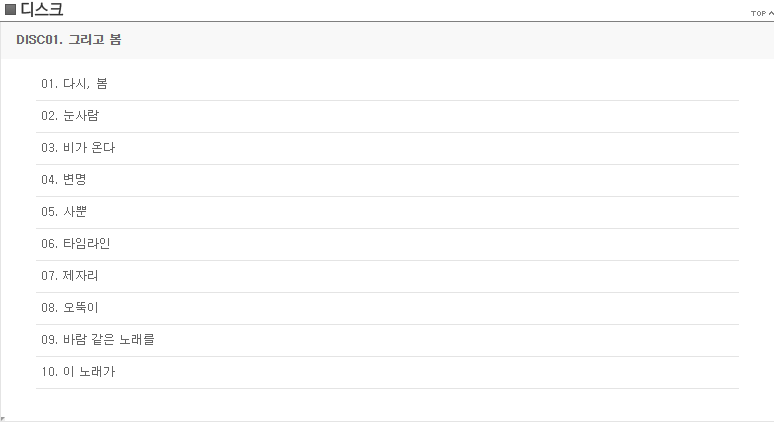 디스크
TOP
DISC01. 그리고 봄
01. 다시, 봄
02. 눈사람
03. 비가 온다
04. 변명
05. 사뿐
06. 타임라인
07. 제자리
08. 오뚝이
09. 바람 같은 노래를
10. 이 노래가